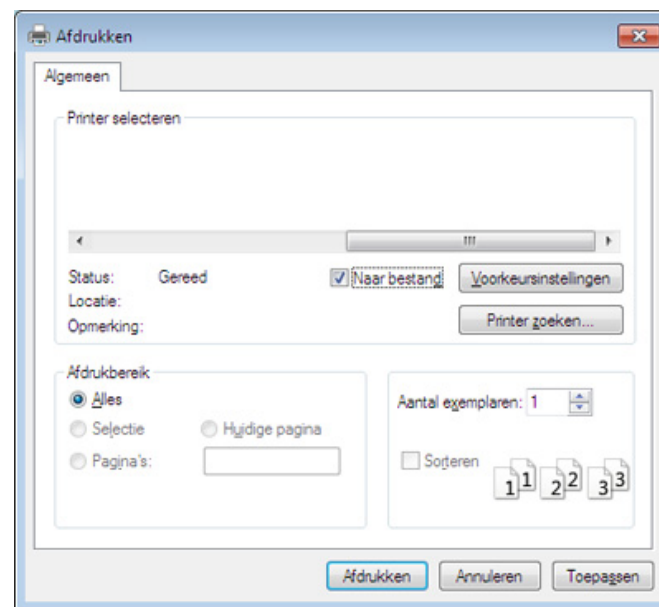 Afdrukken
Algemeen
Printer selecteren
Status: Gereed
Naar bestand
Voorkeursinstellingen
Locatie:
Opmerking:
Printer zoeken...
Afdrukbereik
Alles
Selectie
Huidige pagina
Pagina's:
Aantal exemplaren: 1
Sorteren
1 1 2 2 3 3
Afdrukken
Annuleren
Toepassen